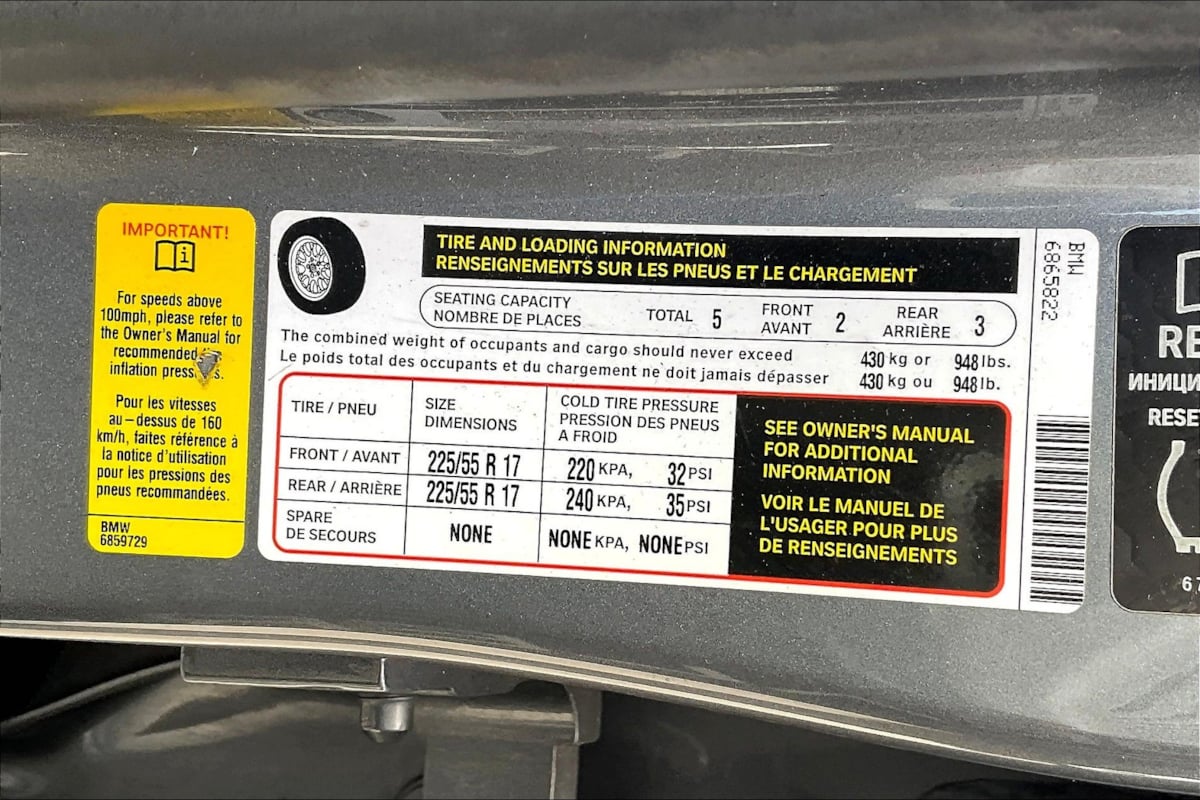 IMPORTANT!
For speeds above
100mph, please refer to
the Owner's Manual for
recommended
inflation
Pour les vitesses
au-dessus de 160
km/h, faites référence à
la notice d'utilisation
pour les pressions des
pneus recommandées.
BMW
6859729
TIRE AND LOADING INFORMATION
RENSEIGNEMENTS SUR LES PNEUS ET LE CHARGEMENT
SEATING CAPACITY
NOMBRE DE PLACES
TOTAL 5
FRONT
AVANT 2
REAR
ARRIÈRE 3
The combined weight of occupants and cargo should never exceed 430 kg or 948 lbs.
Le poids total des occupants et du chargement ne doit jamais dépasser 430 kg ou 948 lb.
TIRE / PNEU
SIZE
DIMENSIONS
COLD TIRE PRESSURE
PRESSION DES PNEUS
A FROID
FRONT / AVANT 225/55 R 17 220 KPA, 32 PSI
REAR / ARRIÈRE 225/55 R 17 240 KPA, 35 PSI
SPARE
DE SECOURS NONE NONE KPA, NONE PSI
SEE OWNER'S MANUAL
FOR ADDITIONAL
INFORMATION
VOIR LE MANUEL DE
L'USAGER POUR PLUS
DE RENSEIGNEMENTS
BMW
6865822
RE
ИНИЦИ
RESE
6 7